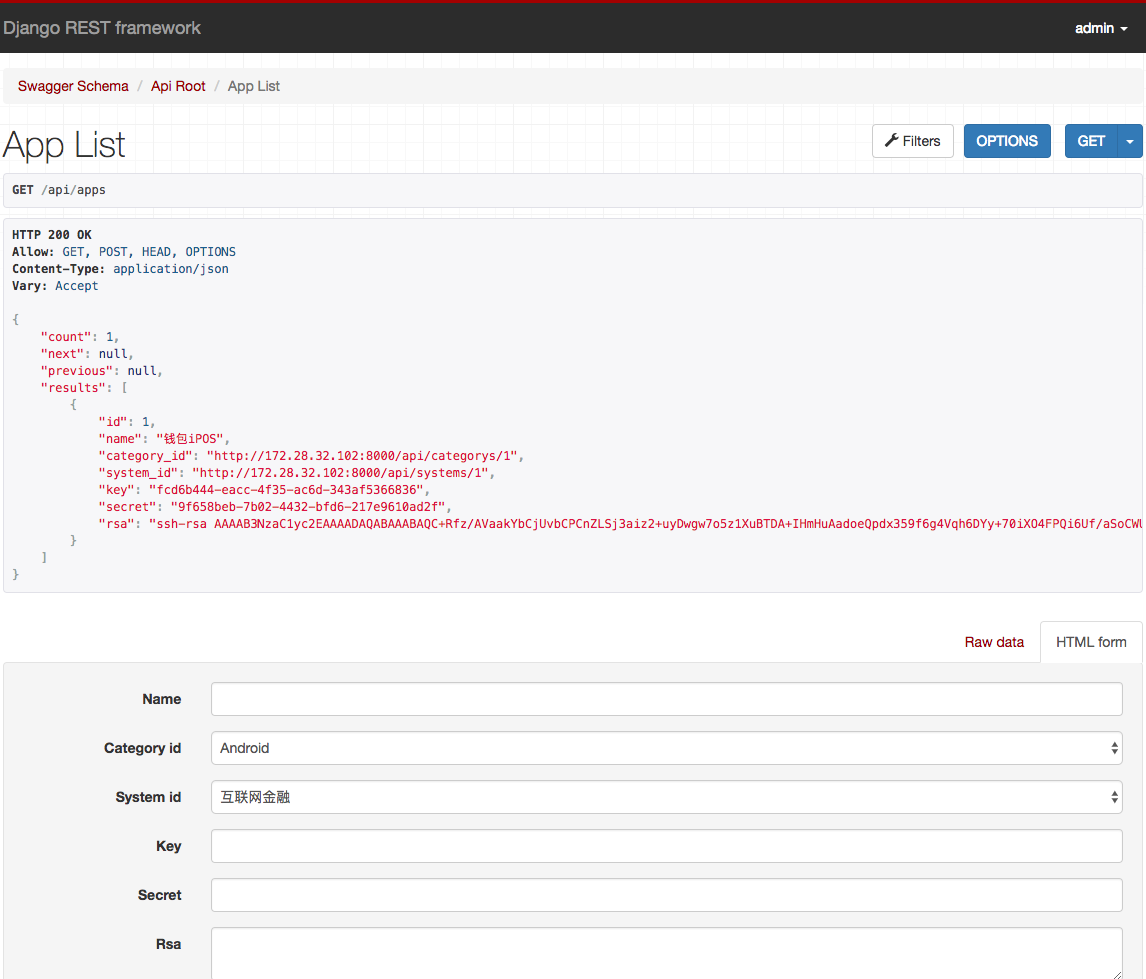 Django REST framework
admin
Swagger Schema / Api Root / App List
App List
Filters
OPTIONS
GET
GET /api/apps
HTTP 200 OK
Allow: GET, POST, HEAD, OPTIONS
Content-Type: application/json
Vary: Accept
{
"count": 1,
"next": null,
"previous": null,
"results": [
{
"id": 1,
"name": "钱包iPOS",
"category_id": "http://172.28.32.102:8000/api/categorys/1",
"system_id": "http://172.28.32.102:8000/api/systems/1",
"key": "fcd6b444-eacc-4f35-ac6d-343af5366836",
"secret": "9f658beb-7b02-4432-bfd6-217e9610ad2f",
"rsa": "ssh-rsa AAAAB3NzaC1yc2EAAAADAQABAAABAQC+Rfz/AVaakYbCjUvbCPCnZLSj3aiz2+uyDwgw7o5z1XuBTDA+IHmHuAadoeQpdx359f6g4Vqh6DYy+70iXO4FPQi6Uf/aSoCWU
}
]
}
Raw data
HTML form
Name
Category id
Android
System id
互联网金融
Key
Secret
Rsa